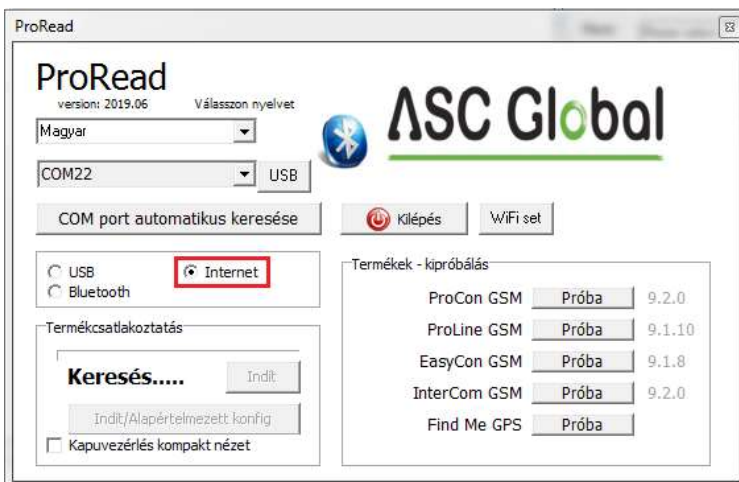 ProRead
ProRead
version: 2019.06
Válasszon nyelvet
Magyar
ASC Global
COM22
USB
COM port automatikus keresése
Kilépés
WiFi set
USB
Internet
Bluetooth
Termékcsatlakoztatás
Keresés.....
Indít
Indít/Alapértelmezett konfig
Kapuvezérlés kompakt nézet
Termékek - kipróbálás
ProCon GSM Próba 9.2.0
ProLine GSM Próba 9.1.10
EasyCon GSM Próba 9.1.8
InterCom GSM Próba 9.2.0
Find Me GPS Próba